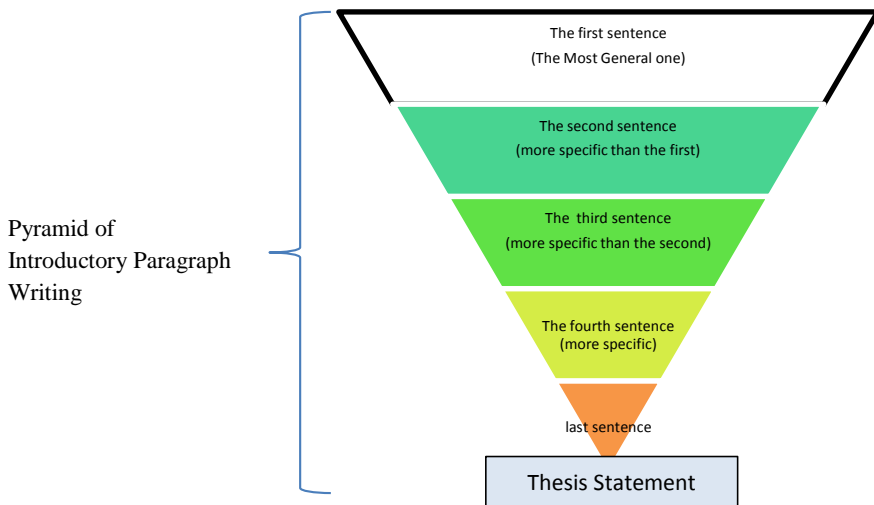 The first sentence
(The Most General one)
The second sentence
(more specific than the first)
The third sentence
(more specific than the second)
Pyramid of
Introductory Paragraph
Writing
The fourth sentence
(more specific)
last sentence
Thesis Statement